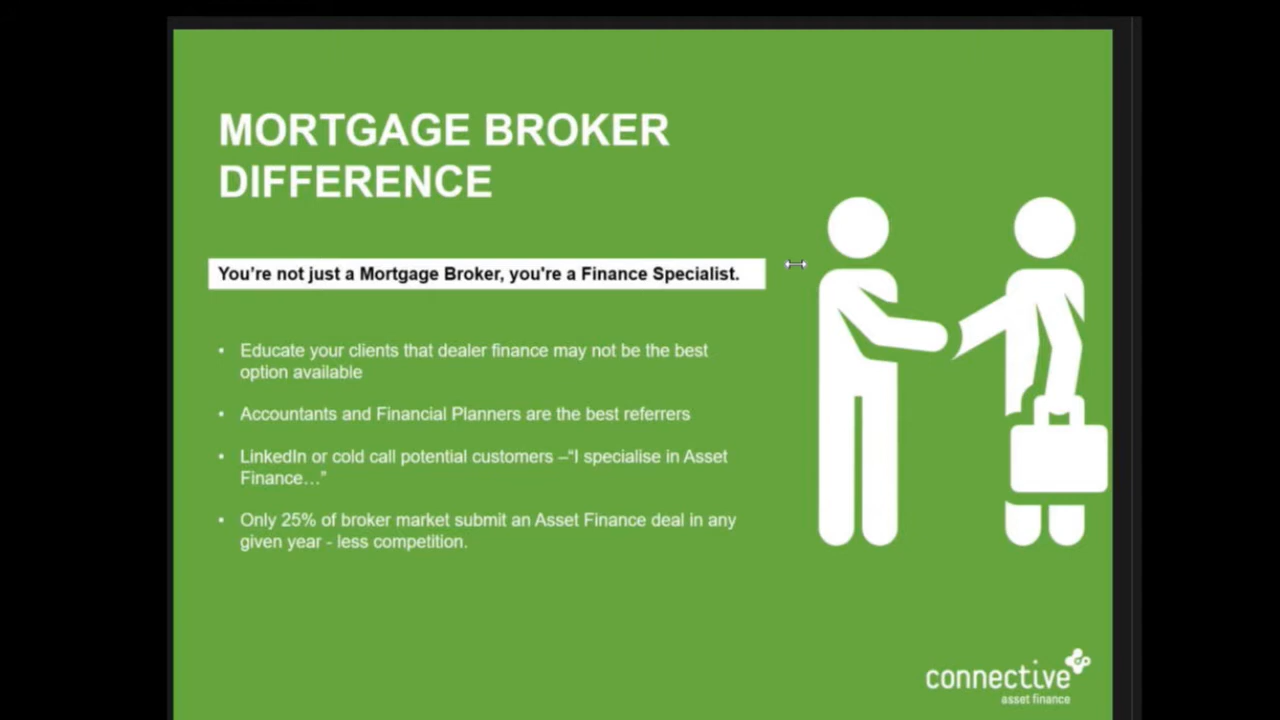 MORTGAGE BROKER
DIFFERENCE
You’re not just a Mortgage Broker, you're a Finance Specialist.
• Educate your clients that dealer finance may not be the best
option available
• Accountants and Financial Planners are the best referrers
• LinkedIn or cold call potential customers –“I specialise in Asset
Finance…”
• Only 25% of broker market submit an Asset Finance deal in any
given year - less competition.
connective
asset finance